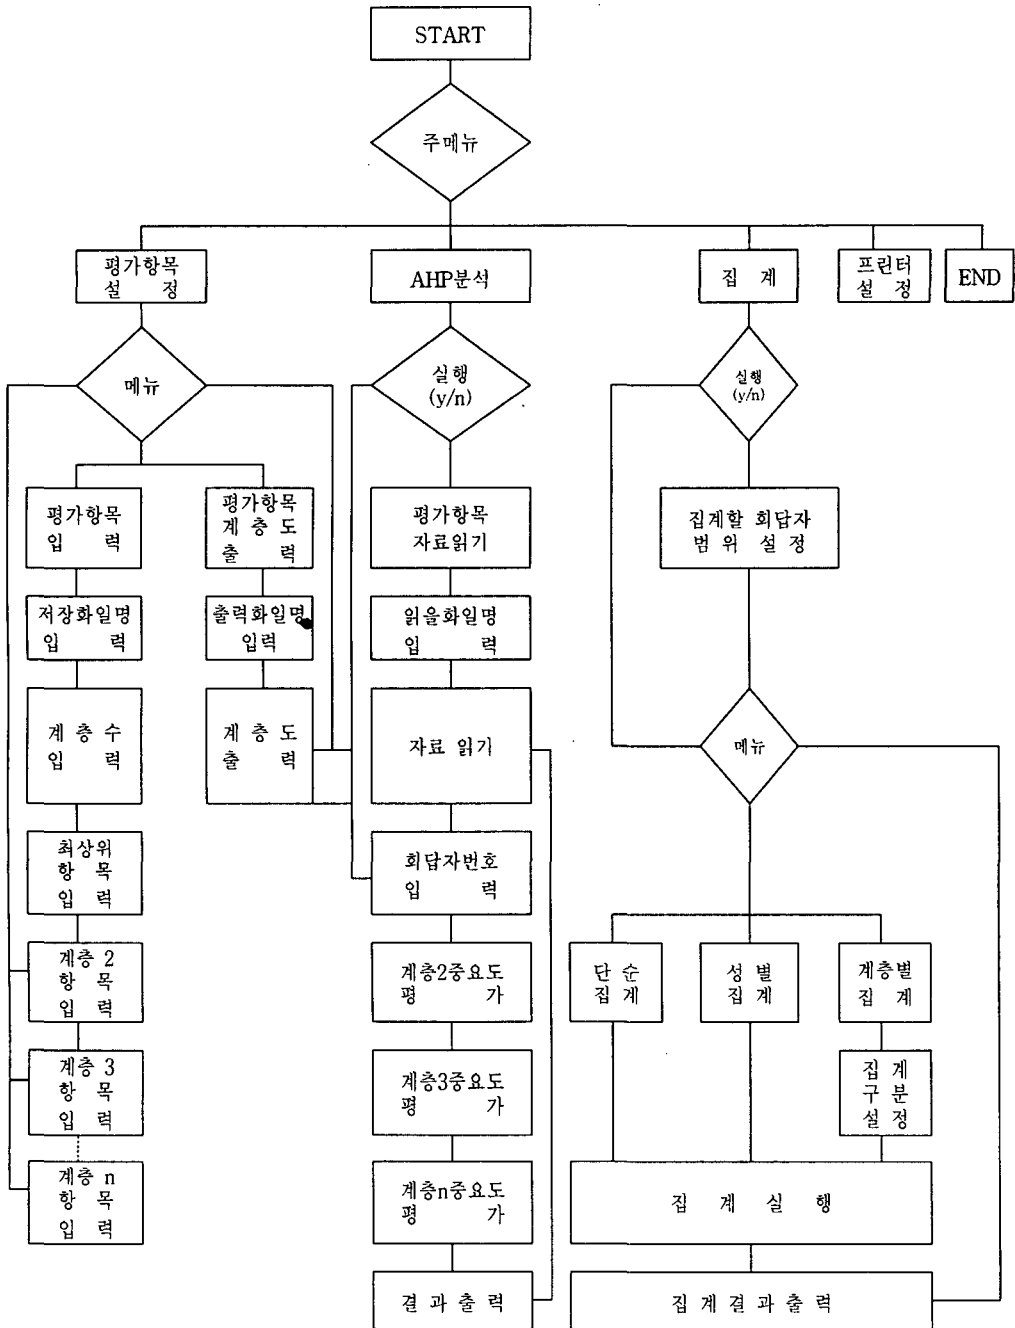 START
주메뉴
평가항목
설 정
AHP분석
집 계
프린터
설 정
END
메뉴
실행
(y/n)
실행
(y/n)
평가항목
입 력
평가항목
계 층 도
출 력
평가항목
자료읽기
집계할 회답자
범 위 설 정
저장화일명
입 력
출력화일명
입력
읽을화일명
입 력
계 층 수
입 력
계 층 도
출 력
자료 읽기
메뉴
최상위
항 목
입 력
회답자번호
입 력
계층 2
항 목
입 력
계층2중요도
평 가
단 순
집 계
성 별
집 계
계층별
집 계
계층 3
항 목
입 력
계층3중요도
평 가
집 계
구 분
설 정
계층 n
항 목
입 력
계층n중요도
평 가
집 계 실 행
결 과 출 력
집 계 결 과 출 력